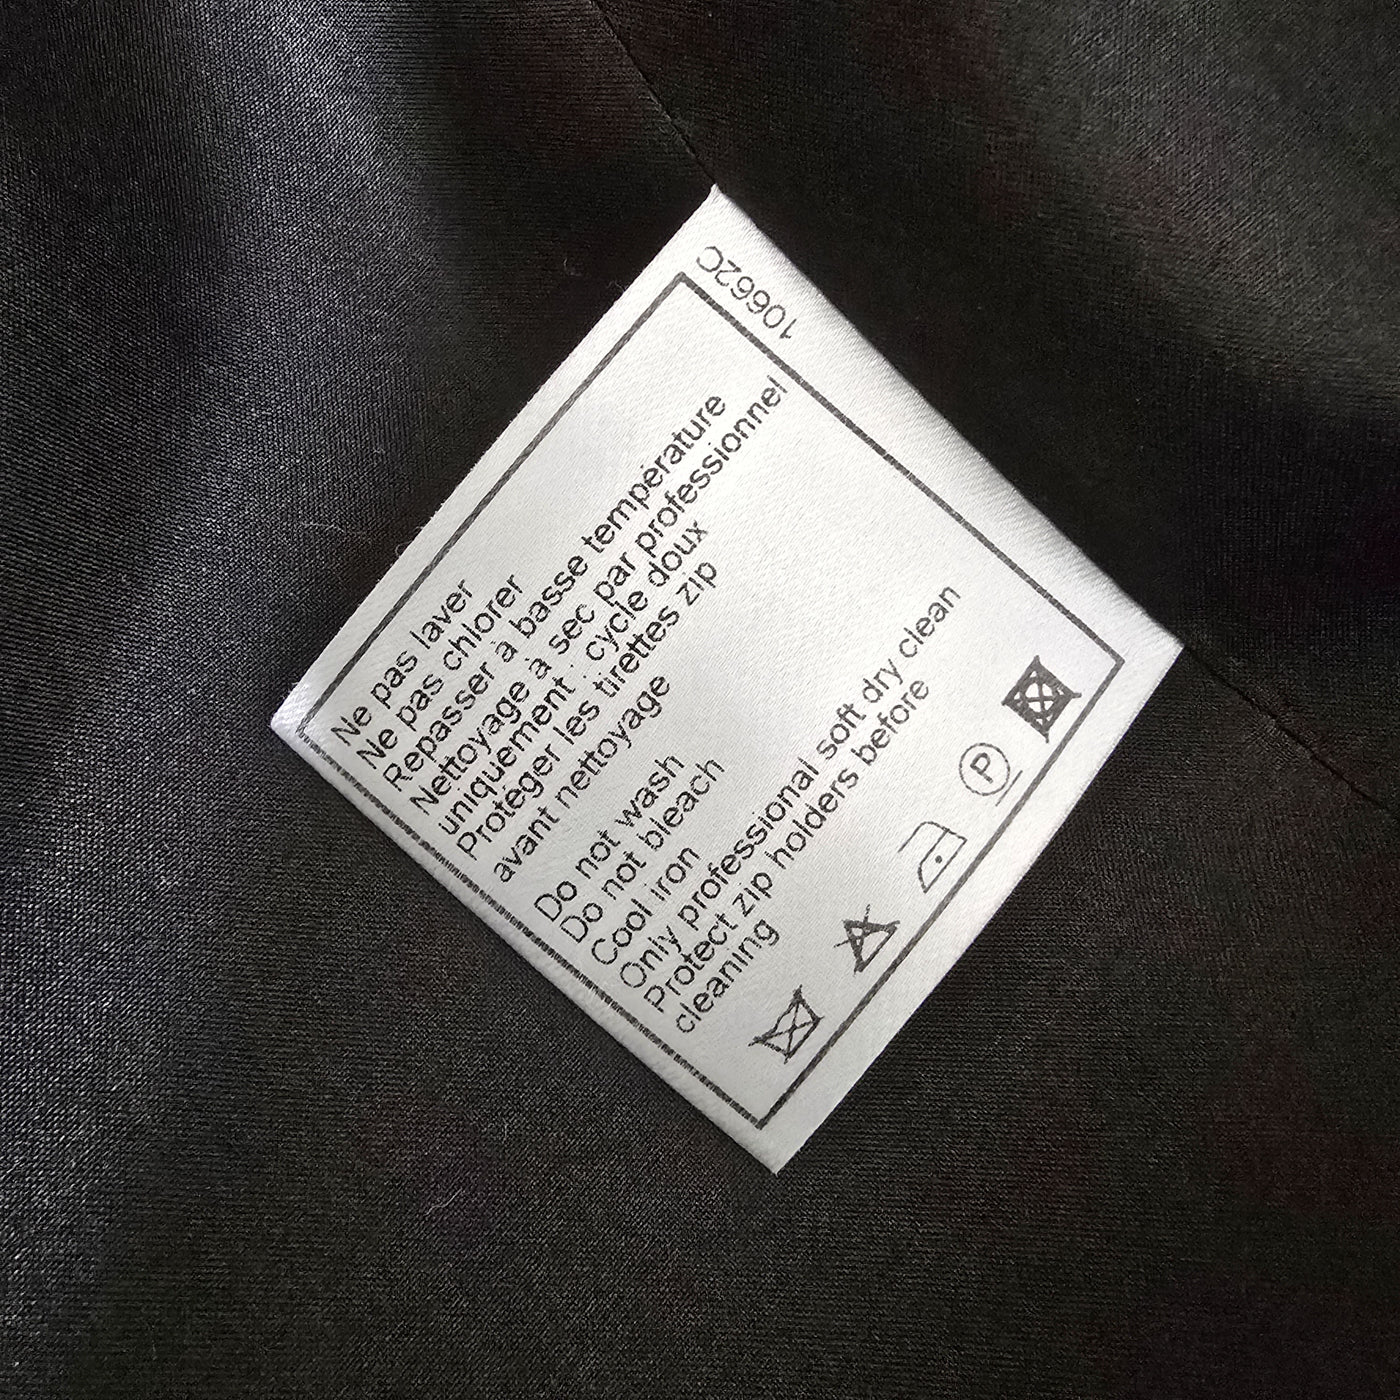 10662C
Ne pas laver
Ne pas chlorer
Repasser à basse température
Nettoyage à sec par professionnel
uniquement : cycle doux
Protéger les tirettes zip
avant nettoyage
Do not wash
Do not bleach
Cool iron
Only professional soft dry clean
Protect zip holders before
cleaning
P